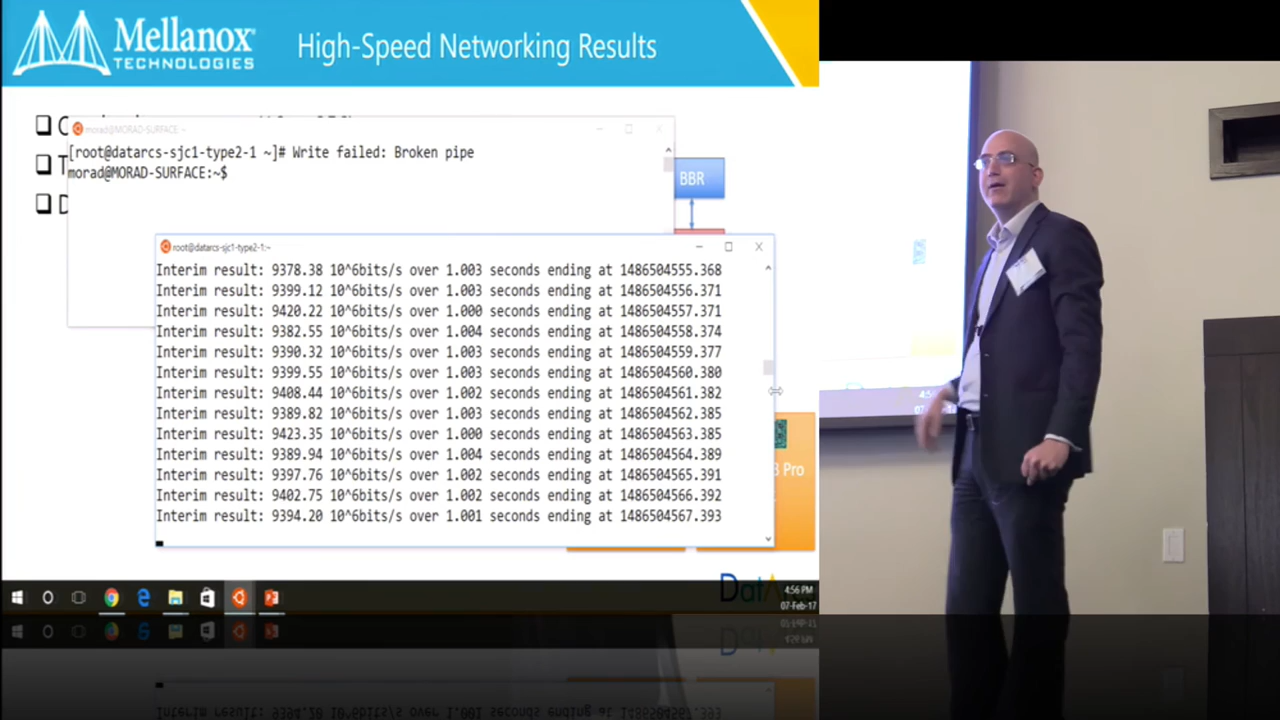 Mellanox
TECHNOLOGIES
High-Speed Networking Results
morad@MORAD-SURFACE: ~
[root@datarcs-sjc1-type2-1 ~]# Write failed: Broken pipe
morad@MORAD-SURFACE:~$
BBR
root@datarcs-sjc1-type2-1:~
Interim result: 9378.38 10^6bits/s over 1.003 seconds ending at 1486504555.368
Interim result: 9399.12 10^6bits/s over 1.003 seconds ending at 1486504556.371
Interim result: 9420.22 10^6bits/s over 1.000 seconds ending at 1486504557.371
Interim result: 9382.55 10^6bits/s over 1.004 seconds ending at 1486504558.374
Interim result: 9390.32 10^6bits/s over 1.003 seconds ending at 1486504559.377
Interim result: 9399.55 10^6bits/s over 1.003 seconds ending at 1486504560.380
Interim result: 9408.44 10^6bits/s over 1.002 seconds ending at 1486504561.382
Interim result: 9389.82 10^6bits/s over 1.003 seconds ending at 1486504562.385
Interim result: 9423.35 10^6bits/s over 1.000 seconds ending at 1486504563.385
Interim result: 9389.94 10^6bits/s over 1.004 seconds ending at 1486504564.389
Interim result: 9397.76 10^6bits/s over 1.002 seconds ending at 1486504565.391
Interim result: 9402.75 10^6bits/s over 1.002 seconds ending at 1486504566.392
Interim result: 9394.20 10^6bits/s over 1.001 seconds ending at 1486504567.393
Pro
4:56 PM
07-Feb-17